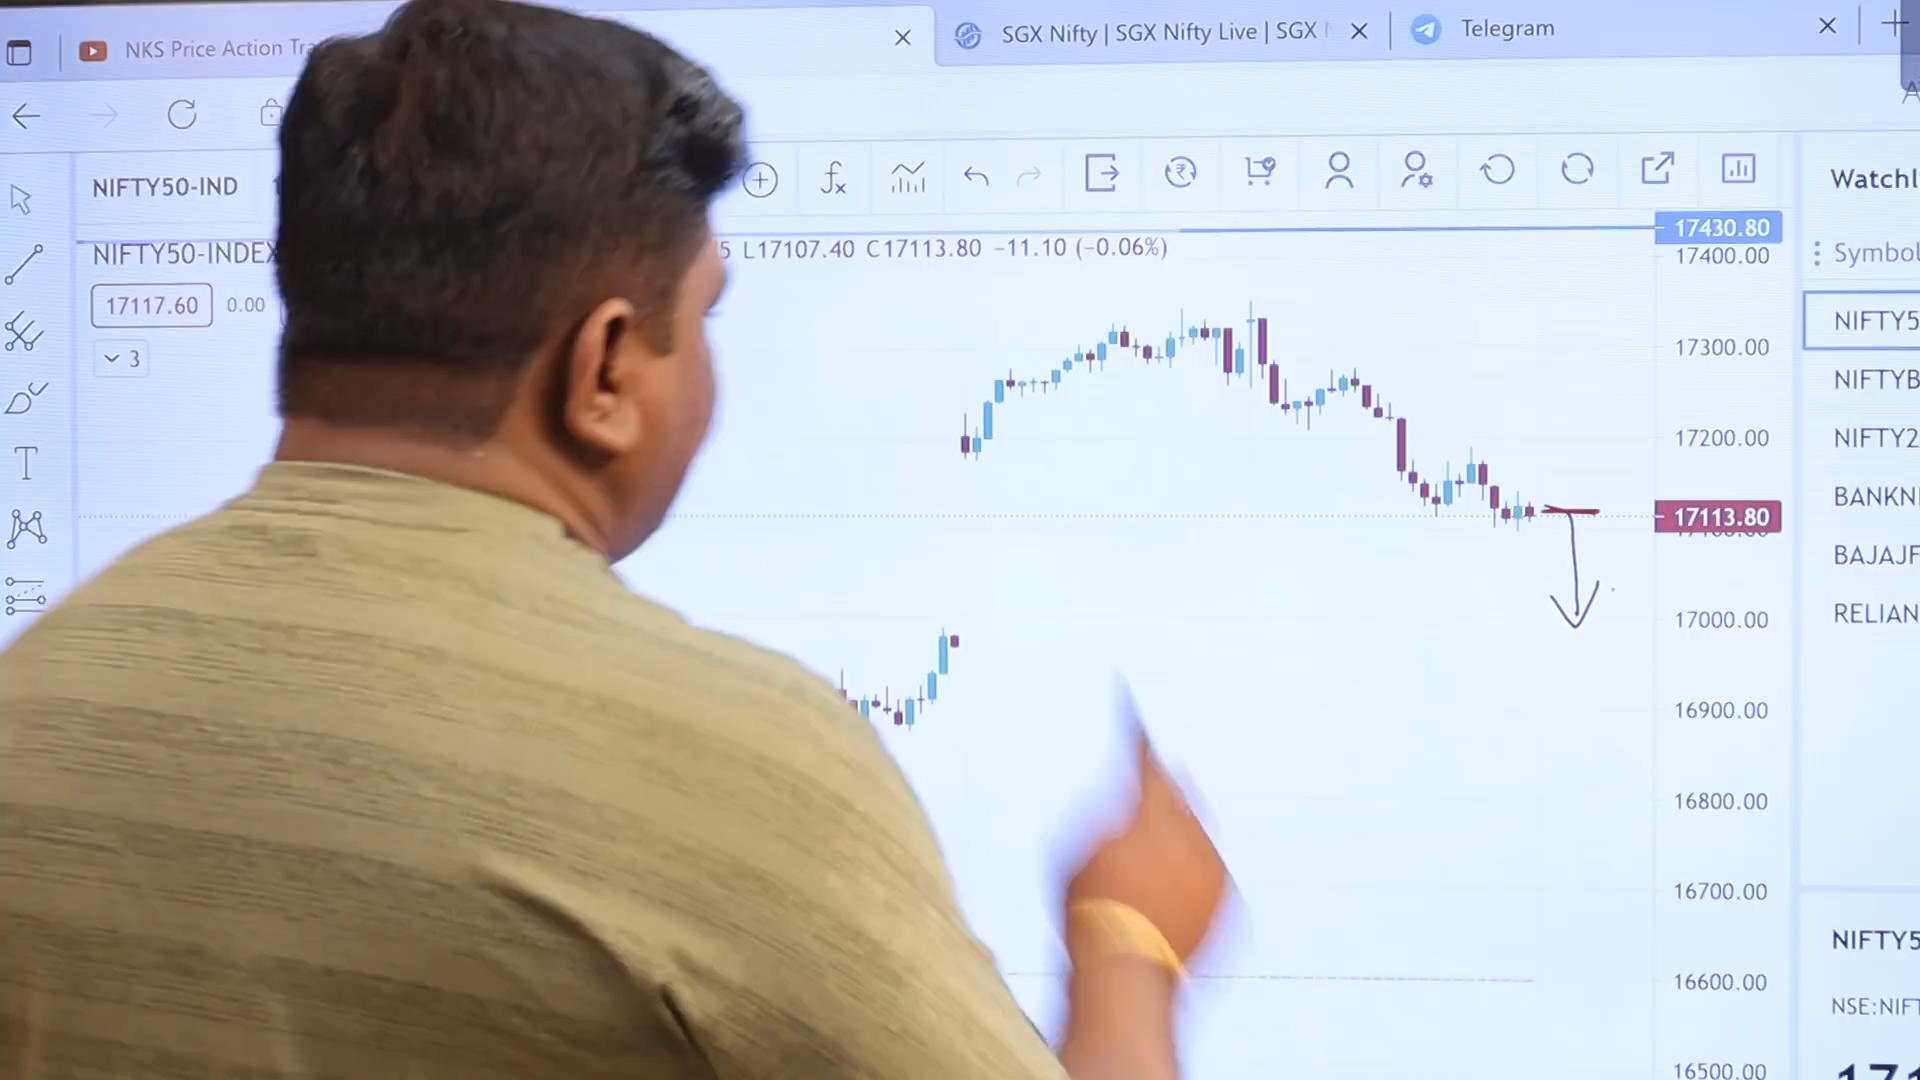 NKS Price Action
SGX Nifty | SGX Nifty Live | SGX
Telegram
NIFTY50-IND
Watchl
NIFTY50-INDEX
5 L17107.40 C17113.80 −11.10 (−0.06%)
17117.60 0.00
3
17430.80
17400.00
17300.00
17200.00
17113.80
17000.00
16900.00
16800.00
16700.00
16600.00
16500.00
Symbol
NIFTY5
NIFTYB
NIFTY2
BANKN
BAJAJF
RELIAN
NIFTY5
NSE:NIFT